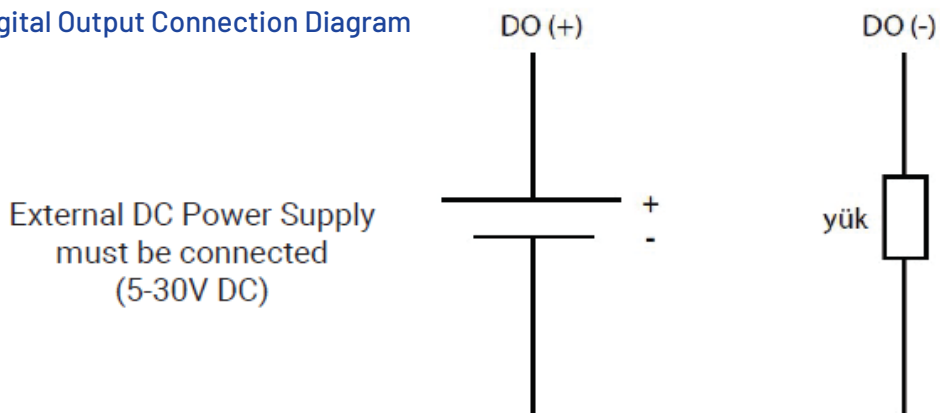 gital Output Connection Diagram
DO (+)
DO (-)
External DC Power Supply
must be connected
(5-30V DC)
+
-
yük